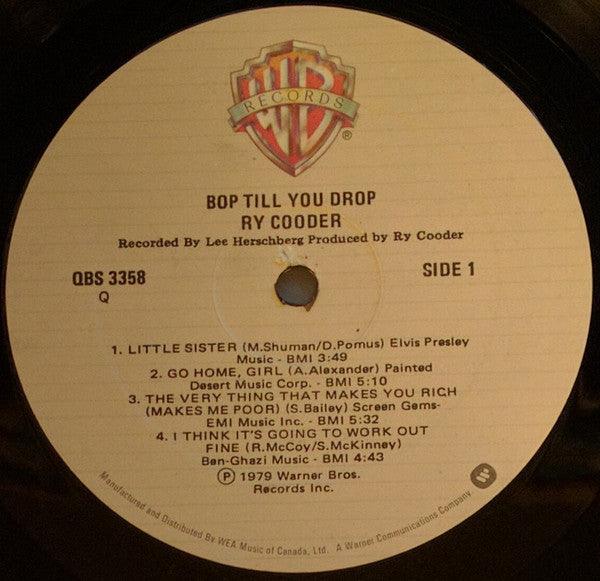 WB
RECORDS
®
BOP TILL YOU DROP
RY COODER
Recorded By Lee Herschberg Produced by Ry Cooder
QBS 3358
Q
SIDE 1
1. LITTLE SISTER (M.Shuman/D.Pomus) Elvis Presley
Music - BMI 3:49
2. GO HOME, GIRL (A.Alexander) Painted
Desert Music Corp. - BMI 5:10
3. THE VERY THING THAT MAKES YOU RICH
(MAKES ME POOR) (S.Bailey) Screen Gems-
EMI Music Inc. - BMI 5:32
4. I THINK IT'S GOING TO WORK OUT
FINE (R.McCoy/S.McKinney)
Ben-Ghazi Music - BMI 4:43
Ⓟ 1979 Warner Bros.
Records Inc.
Manufactured and Distributed By WEA Music of Canada, Ltd. A Warner Communications Company.